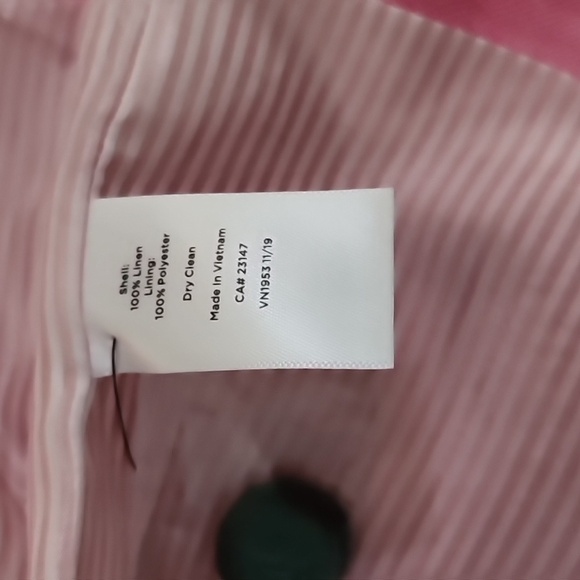 Shell:
100% Linen
Lining:
100% Polyester
Dry Clean
Made In Vietnam
CA# 23147
VN1953 11/19